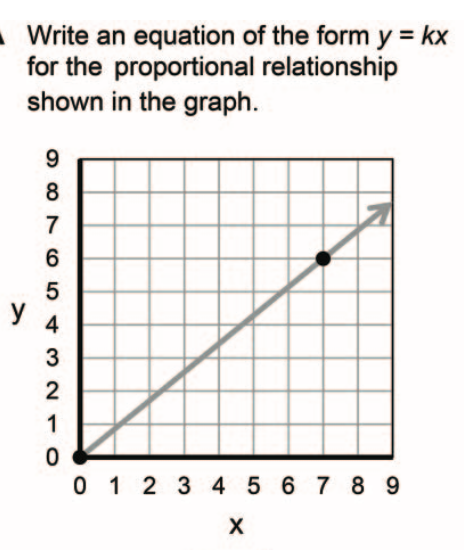 Write an equation of the form y = kx
for the proportional relationship
shown in the graph.
9
8
7
6
5
y
4
3
2
1
0
0 1 2 3 4 5 6 7 8 9
x